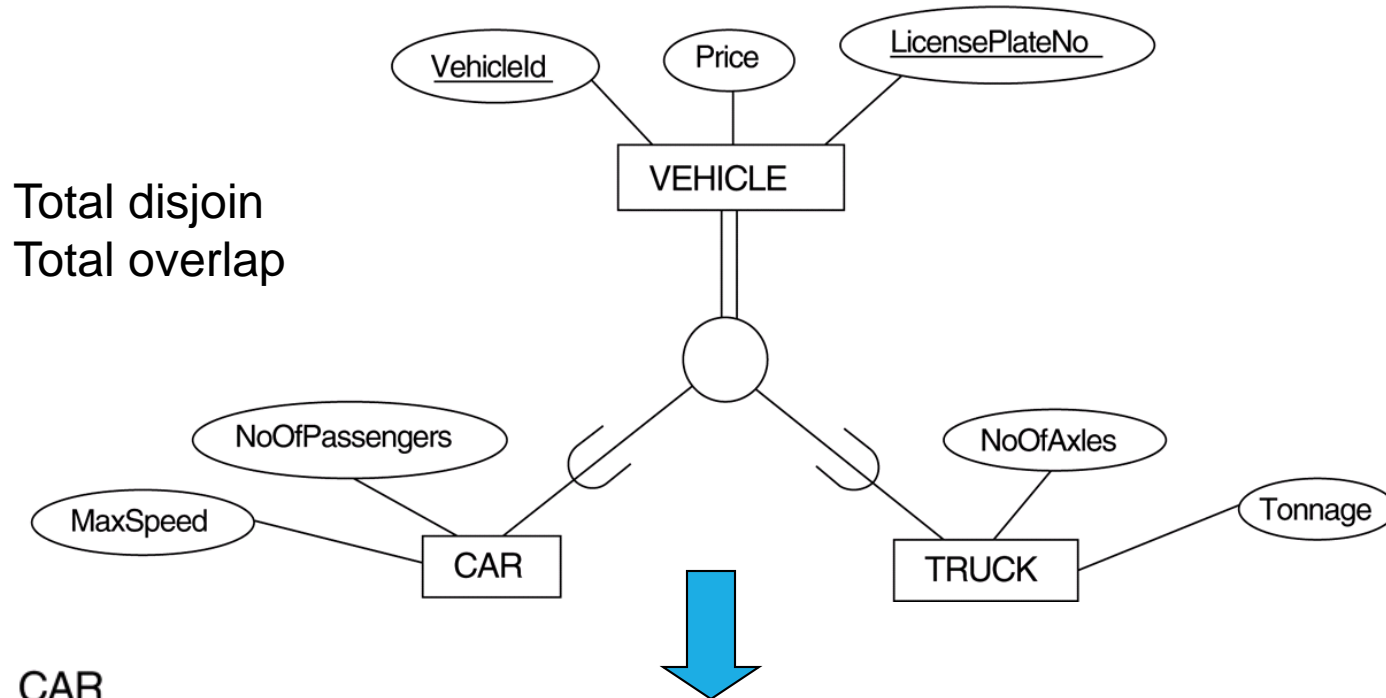 VehicleId
Price
LicensePlateNo
VEHICLE
Total disjoin
Total overlap
NoOfPassengers
NoOfAxles
MaxSpeed
Tonnage
CAR
TRUCK
CAR